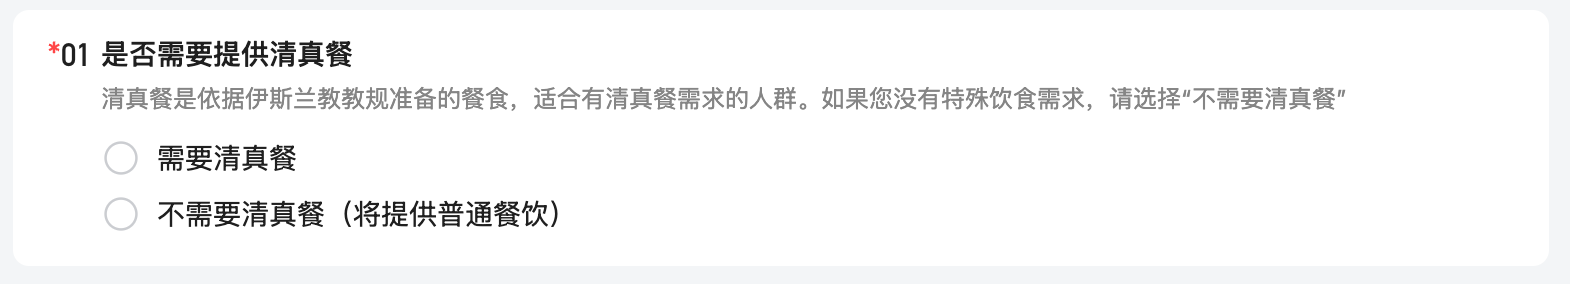 *01 是否需要提供清真餐
清真餐是依据伊斯兰教教规准备的餐食，适合有清真餐需求的人群。如果您没有特殊饮食需求，请选择“不需要清真餐”
需要清真餐
不需要清真餐（将提供普通餐饮）